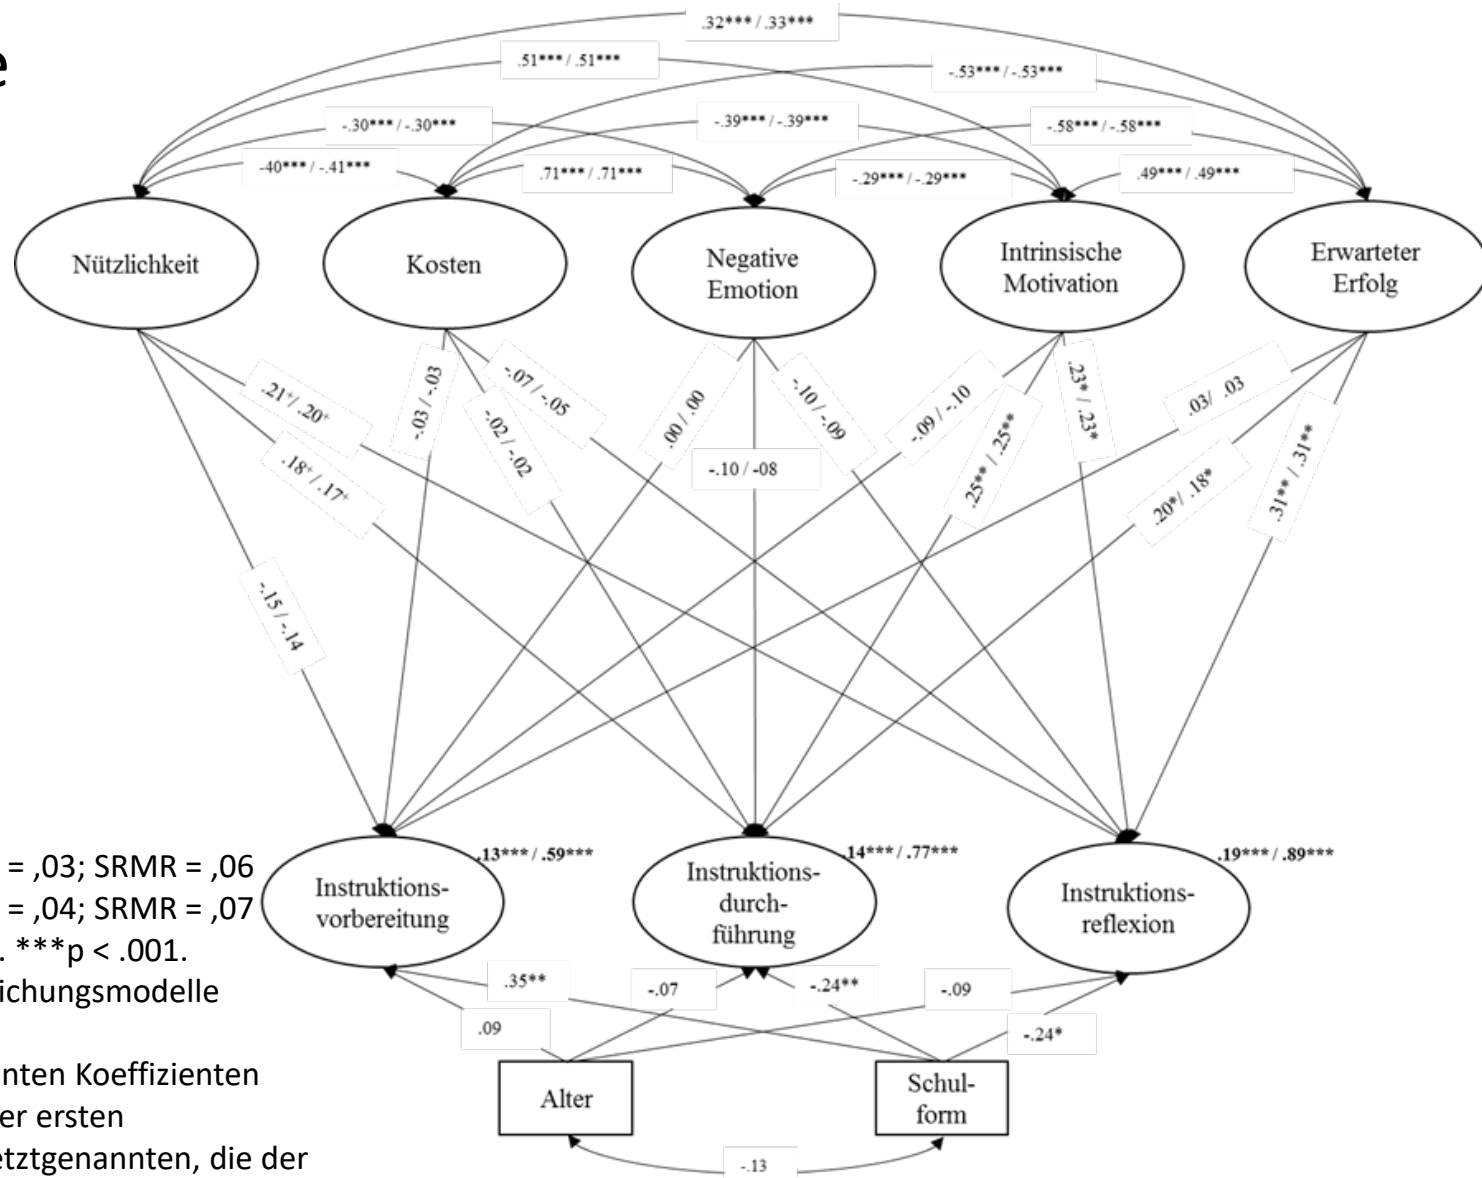 e
.32*** / .33***
.51*** / .51***
-.53*** / -.53***
-.30*** / -.30***
-.39*** / -.39***
-.58*** / -.58***
-40*** / -.41***
.71*** / .71***
-.29*** / -.29***
.49*** / .49***
Nützlichkeit
Kosten
Negative
Emotion
Intrinsische
Motivation
Erwarteter
Erfolg
.21⁺/ .20⁺
.18⁺ / .17⁺
-.15 / -.14
-.03 / -.03
-.02 / -.02
-.07 / -.05
.00 / .00
-.10 / -08
-.10 / -.09
-.09 / -.10
.25** / .25**
.23* / .23*
.03/ .03
.20*/ .18*
.31** / .31**
= ,03; SRMR = ,06
= ,04; SRMR = ,07
. ***p < .001.
ichungsmodelle
nten Koeffizienten
er ersten
etztgenannten, die der
Instruktions-
vorbereitung
.13*** / .59***
Instruktions-
durch-
führung
.14*** / .77***
Instruktions-
reflexion
.19*** / .89***
.35**
-.07
-.24**
-.09
.09
-.24*
Alter
Schul-
form
-.13